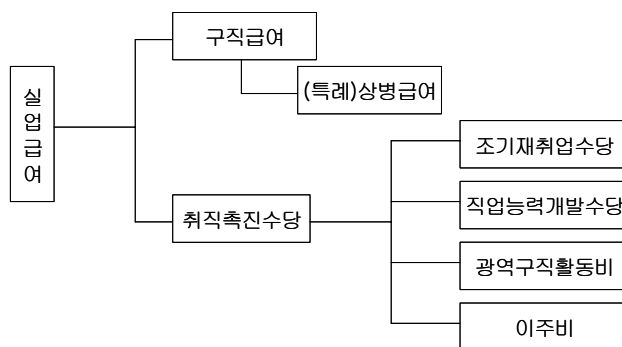 구직급여
(특례)상병급여
실
업
급
여
조기재취업수당
직업능력개발수당
취직촉진수당
광역구직활동비
이주비